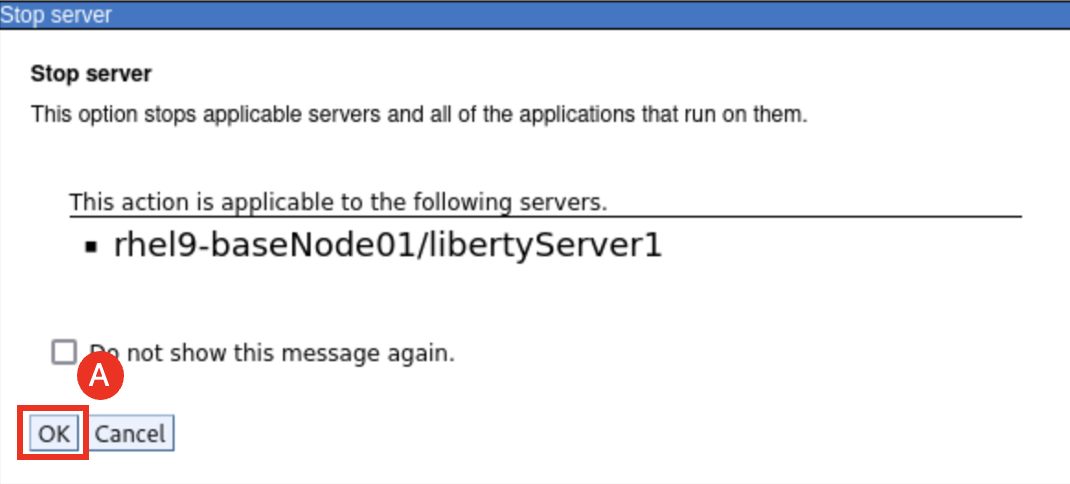 Stop server
Stop server
This option stops applicable servers and all of the applications that run on them.
This action is applicable to the following servers.
▪ rhel9-baseNode01/libertyServer1
Do not show this message again.
A
OK Cancel